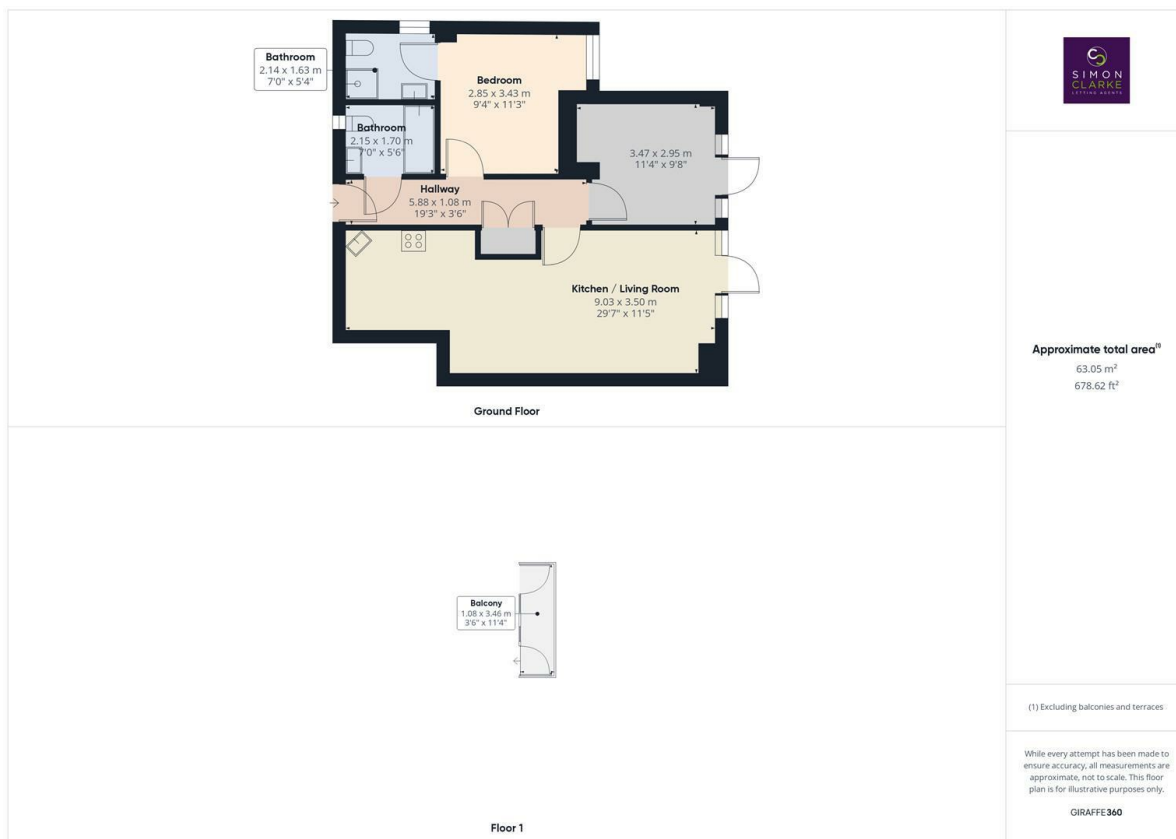 Bathroom
2.14 x 1.63 m
7'0" x 5'4"
Bedroom
2.85 x 3.43 m
9'4" x 11'3"
Bathroom
2.15 x 1.70 m
7'0" x 5'6"
3.47 x 2.95 m
11'4" x 9'8"
Hallway
5.88 x 1.08 m
19'3" x 3'6"
Kitchen / Living Room
9.03 x 3.50 m
29'7" x 11'5"
Ground Floor
Balcony
1.08 x 3.46 m
3'6" x 11'4"
Floor 1
SIMON
CLARKE
LETTING AGENTS
Approximate total area(1)
63.05 m²
678.62 ft²
(1) Excluding balconies and terraces
While every attempt has been made to
ensure accuracy, all measurements are
approximate, not to scale. This floor
plan is for illustrative purposes only.
GIRAFFE360